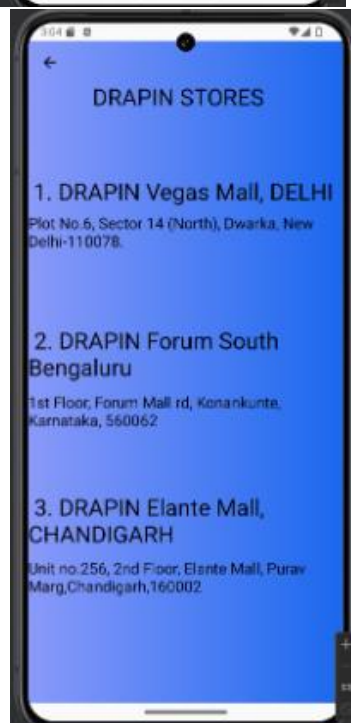 3:04
DRAPIN STORES
1. DRAPIN Vegas Mall, DELHI
Plot No.6, Sector 14 (North), Dwarka, New
Delhi-110078.
2. DRAPIN Forum South
Bengaluru
1st Floor, Forum Mall rd, Konankunte,
Karnataka, 560062
3. DRAPIN Elante Mall,
CHANDIGARH
Unit no.256, 2nd Floor, Elante Mall, Purav
Marg,Chandigarh,160002